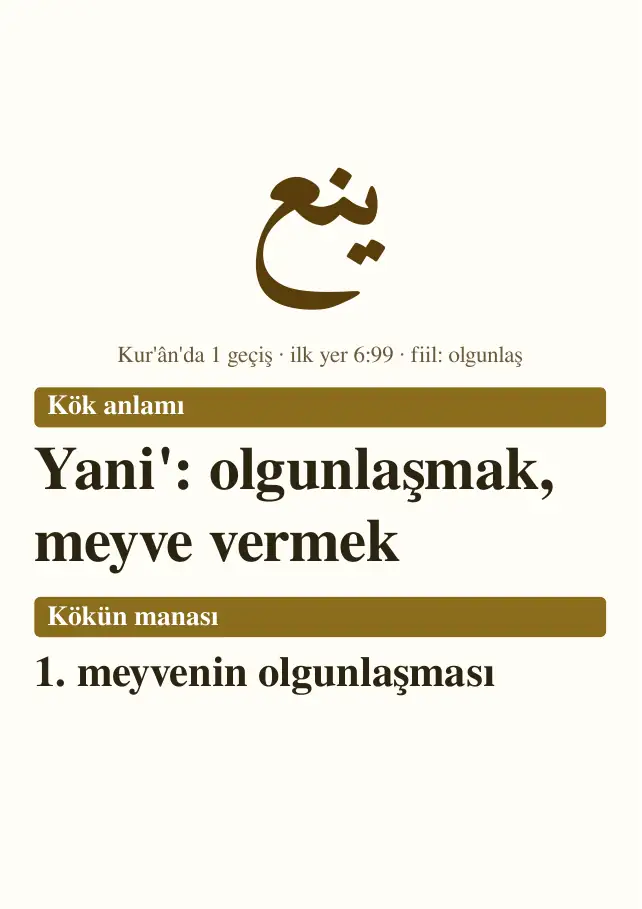 ينع
Kur'ân'da 1 geçiş · ilk yer 6:99 · fiil: olgunlaş
Kök anlamı
Yani': olgunlaşmak,
meyve vermek
Kökün manası
1. meyvenin olgunlaşması